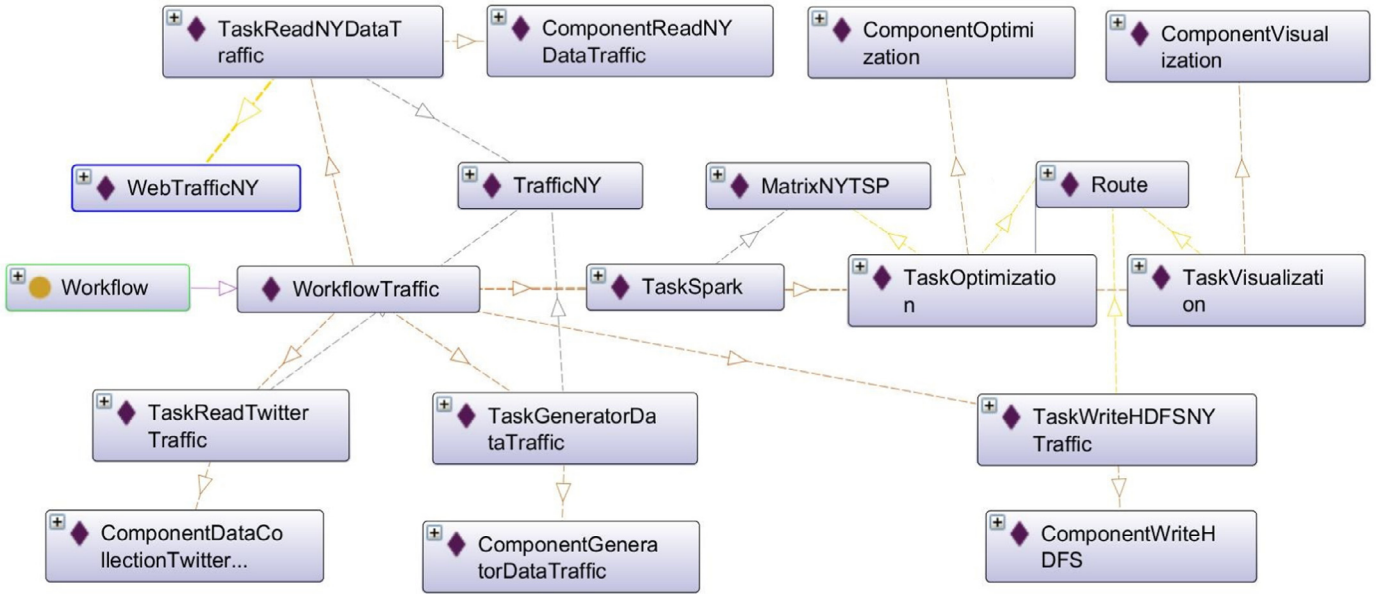 TaskReadNYDataT
raffic
ComponentReadNY
DataTraffic
ComponentOptimi
zation
ComponentVisual
ization
WebTrafficNY
TrafficNY
MatrixNYTSP
Route
Workflow
WorkflowTraffic
TaskSpark
TaskOptimizatio
n
TaskVisualizati
on
TaskReadTwitter
Traffic
TaskGeneratorDa
taTraffic
TaskWriteHDFSNY
Traffic
ComponentDataCo
llectionTwitter...
ComponentGenera
torDataTraffic
ComponentWriteH
DFS